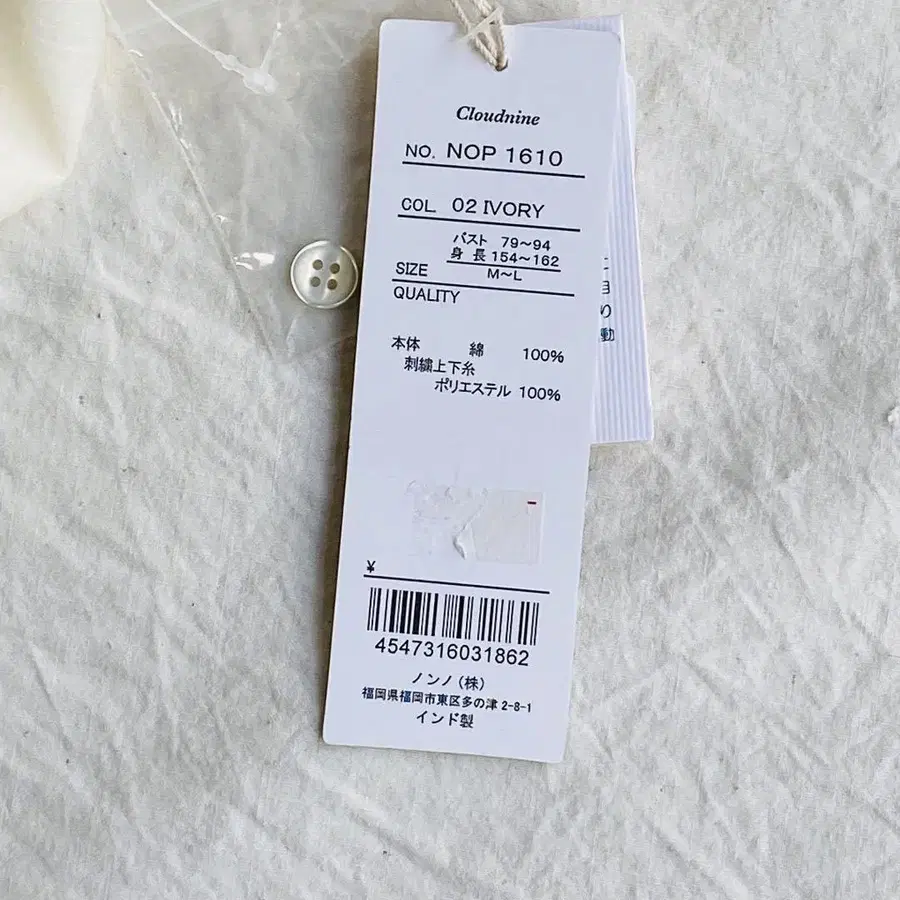 Cloudnine
NO. NOP 1610
COL 02 IVORY
バスト 79～94
身長 154～162
SIZE M～L
QUALITY
本体 綿 100%
刺繍上下糸
ポリエステル 100%
¥
4547316031862
ノンノ（株）
福岡県福岡市東区多の津 2-8-1
インド製
り
動